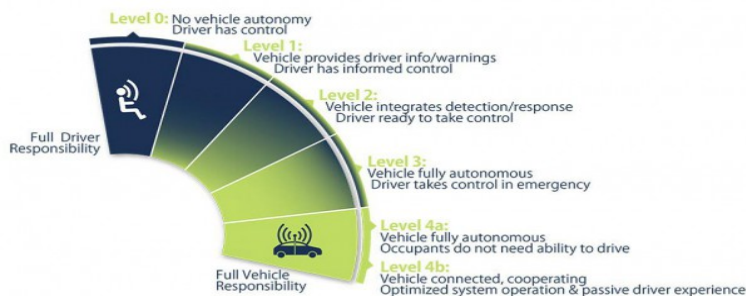 Level 0: No vehicle autonomy
Driver has control
Level 1:
Vehicle provides driver info/warnings
Driver has informed control
Level 2:
Vehicle integrates detection/response
Driver ready to take control
Full Driver
Responsibility
Level 3:
Vehicle fully autonomous
Driver takes control in emergency
Level 4a:
Vehicle fully autonomous
Occupants do not need ability to drive
Level 4b:
Vehicle connected, cooperating
Optimized system operation & passive driver experience
Full Vehicle
Responsibility